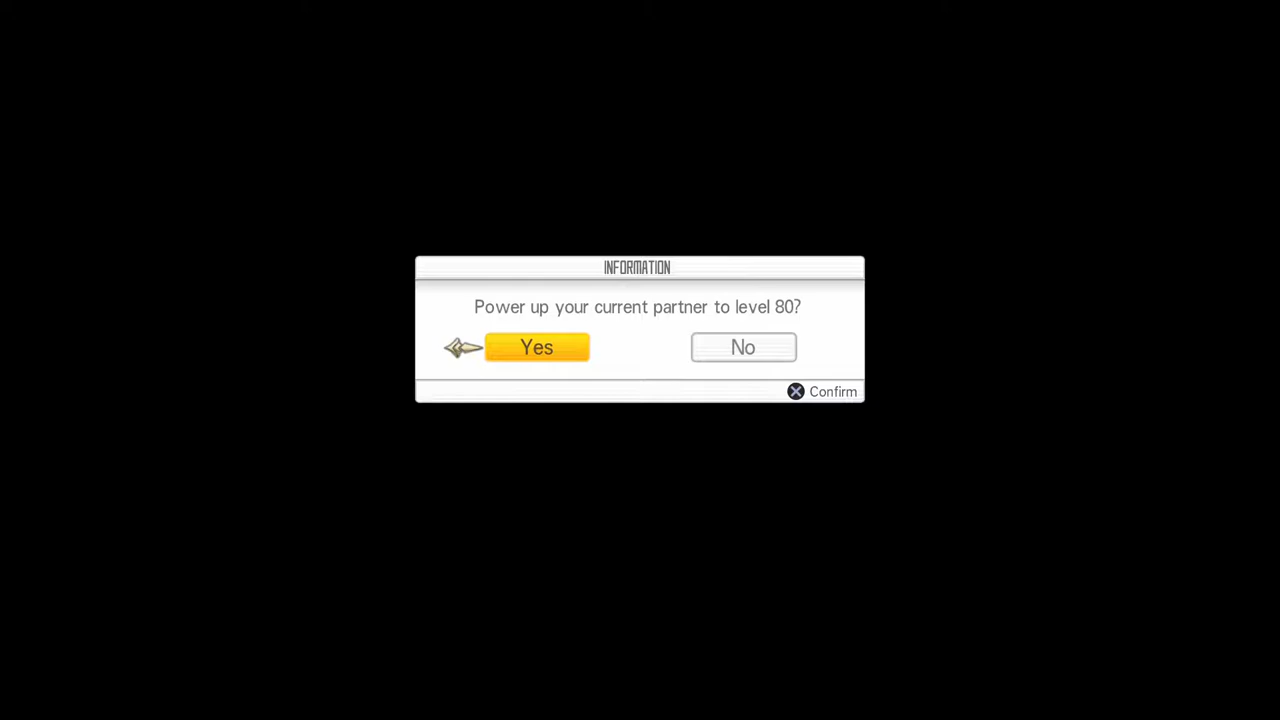 INFORMATION
Power up your current partner to level 80?
Yes No
Confirm